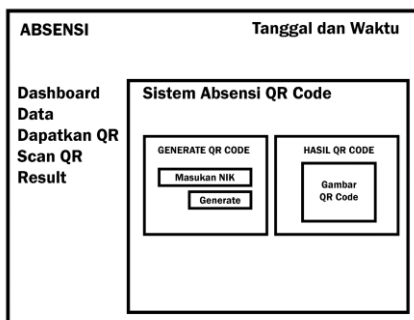 ABSENSI
Tanggal dan Waktu
Dashboard
Data
Dapatkan QR
Scan QR
Result
Sistem Absensi QR Code
GENERATE QR CODE
Masukan NIK
Generate
HASIL QR CODE
Gambar
QR Code